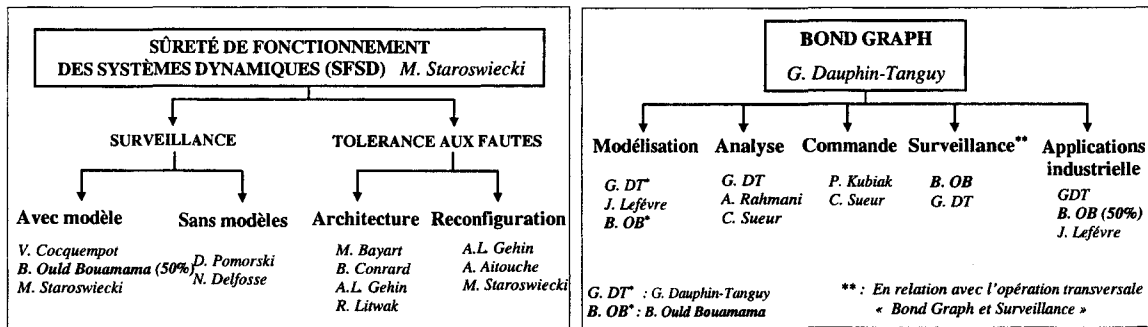 SÛRETÉ DE FONCTIONNEMENT
DES SYSTÈMES DYNAMIQUES (SFSD) M. Staroswiecki
SURVEILLANCE
TOLERANCE AUX FAUTES
Avec modèle
V. Cocquempot
B. Ould Bouamama (50%)
M. Staroswiecki
Sans modèles
D. Pomorski
N. Delfosse
Architecture
M. Bayart
B. Conrard
A.L. Gehin
R. Litwak
Reconfiguration
A.L. Gehin
A. Aitouche
M. Staroswiecki
BOND GRAPH
G. Dauphin-Tanguy
Modélisation
G. DT*
J. Lefévre
B. OB*
Analyse
G. DT
A. Rahmani
C. Sueur
Commande
P. Kubiak
C. Sueur
Surveillance**
B. OB
G. DT
Applications
industrielle
GDT
B. OB (50%)
J. Lefévre
G. DT* : G. Dauphin-Tanguy
B. OB* : B. Ould Bouamama
** : En relation avec l'opération transversale
« Bond Graph et Surveillance »